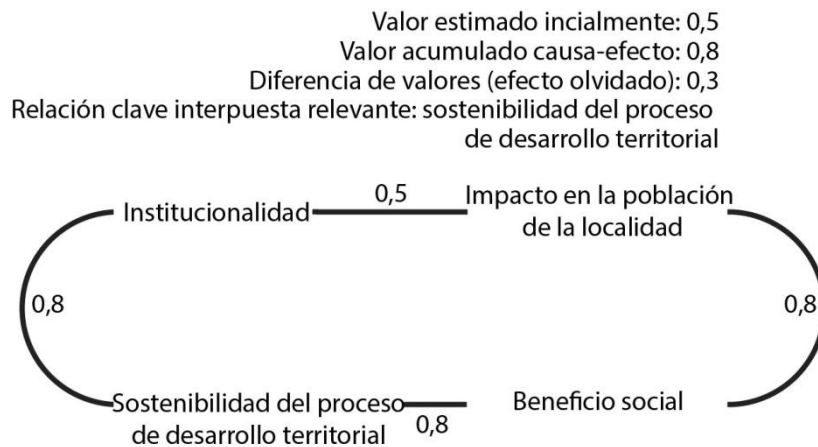 Valor estimado incialmente: 0,5
Valor acumulado causa-efecto: 0,8
Diferencia de valores (efecto olvidado): 0,3
Relación clave interpuesta relevante: sostenibilidad del proceso
de desarrollo territorial
0,5
Institucionalidad
Impacto en la población
de la localidad
0,8
0,8
Sostenibilidad del proceso
de desarrollo territorial
0,8
Beneficio social